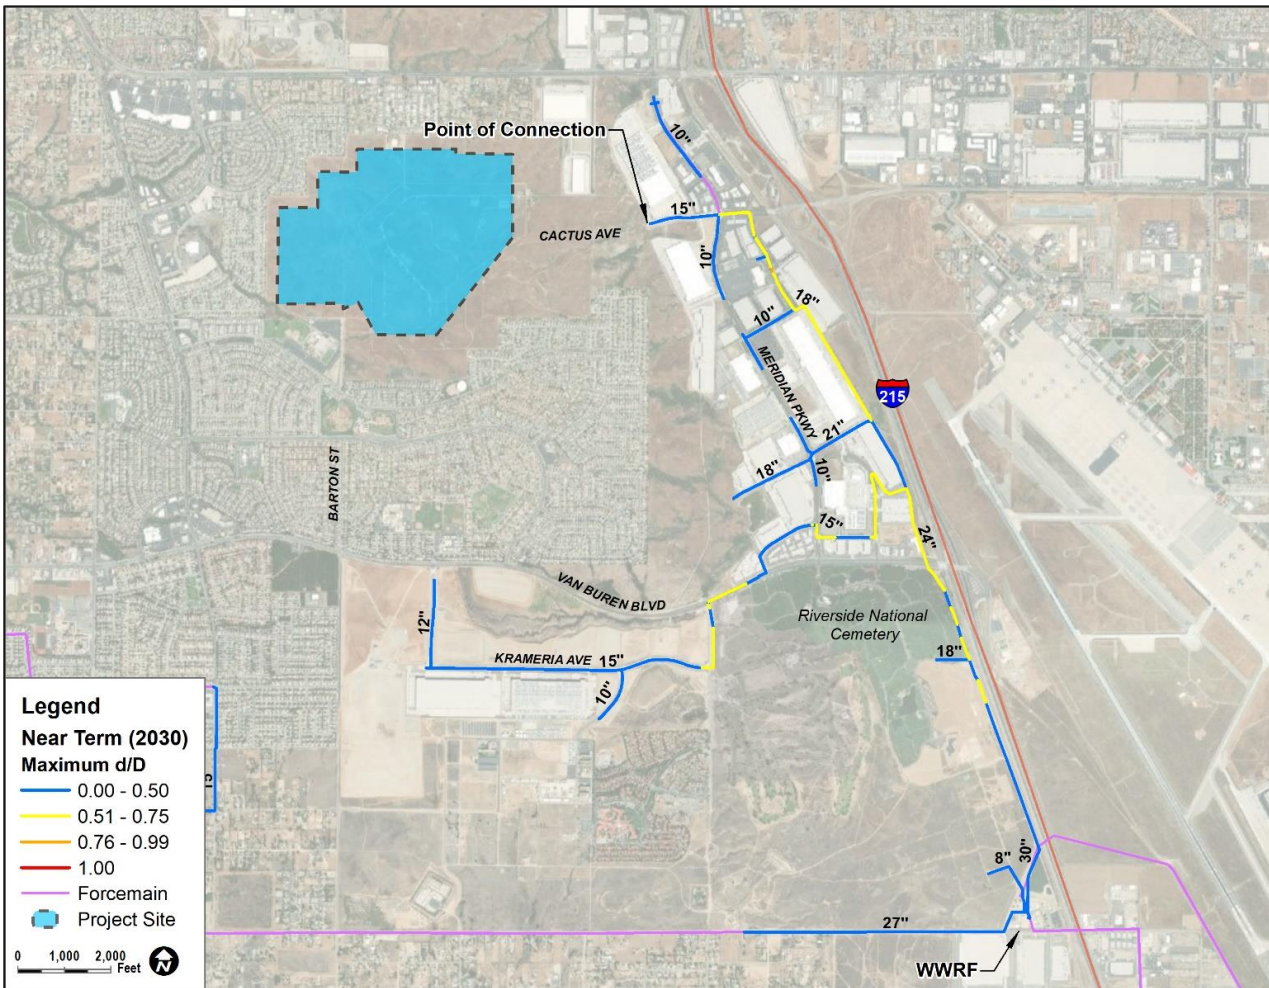 Point of Connection
10"
15"
CACTUS AVE
10"
18"
10"
MERIDIAN PKWY
215
21"
18"
10"
BARTON ST
15"
24"
VAN BUREN BLVD
Riverside National
Cemetery
12"
KRAMERIA AVE
15"
18"
10"
Legend
Near Term (2030)
Maximum d/D
0.00 - 0.50
0.51 - 0.75
0.76 - 0.99
1.00
Forcemain
Project Site
0 1,000 2,000
Feet
N
15
8"
30"
27"
WWRF